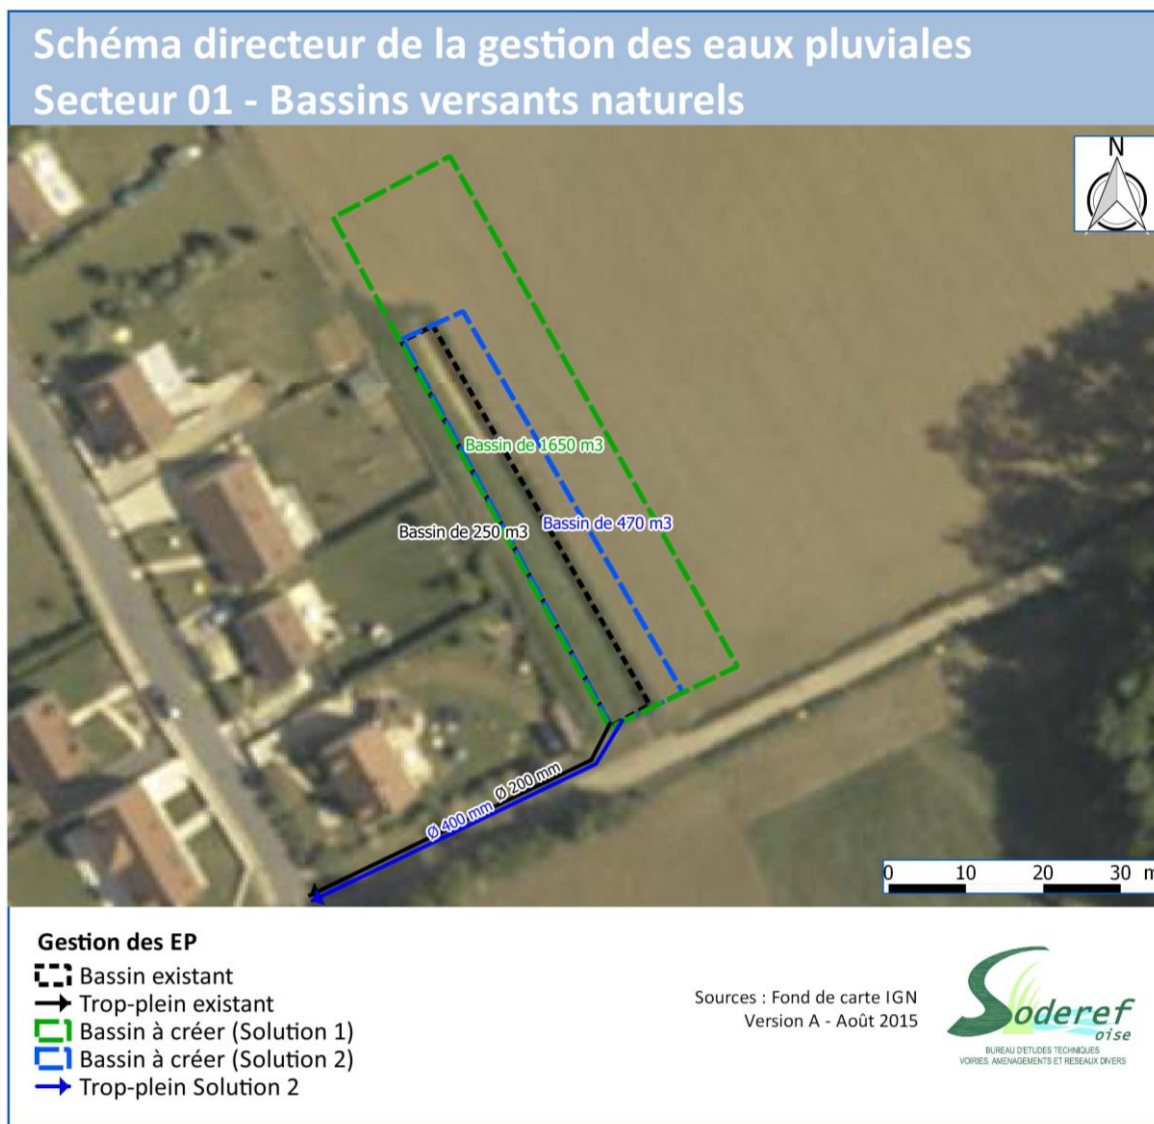 Schéma directeur de la gestion des eaux pluviales
Secteur 01 - Bassins versants naturels
N
Bassin de 1650 m3
Bassin de 250 m3
Bassin de 470 m3
Ø 200 mm
Ø 400 mm
0 10 20 30 m
Gestion des EP
Bassin existant
Trop-plein existant
Bassin à créer (Solution 1)
Bassin à créer (Solution 2)
Trop-plein Solution 2
Sources : Fond de carte IGN
Version A - Août 2015
Soderef
oise
BUREAU D'ETUDES TECHNIQUES
VOIRIES, AMENAGEMENTS ET RESEAUX DIVERS